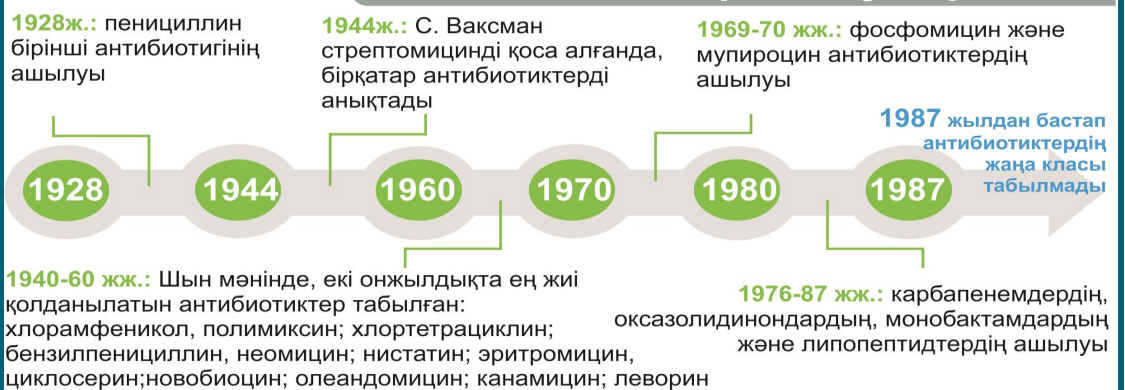 1928ж.: пенициллин
бірінші антибиотигінің
ашылуы
1944ж.: С. Ваксман
стрептомицинді қоса алғанда,
бірқатар антибиотиктерді
анықтады
1969-70 жж.: фосфомицин және
мупироцин антибиотиктердің
ашылуы
1987 жылдан бастап
антибиотиктердің
жаңа класы
табылмады
1928
1944
1960
1970
1980
1987
1940-60 жж.: Шын мәнінде, екі онжылдықта ең жиі
қолданылатын антибиотиктер табылған:
хлорамфеникол, полимиксин; хлортетрациклин;
бензилпенициллин, неомицин; нистатин; эритромицин,
циклосерин;новобиоцин; олеандомицин; канамицин; леворин
1976-87 жж.: карбапенемдердің,
оксазолидинондардың, монобактамдардың
және липопептидтердің ашылуы